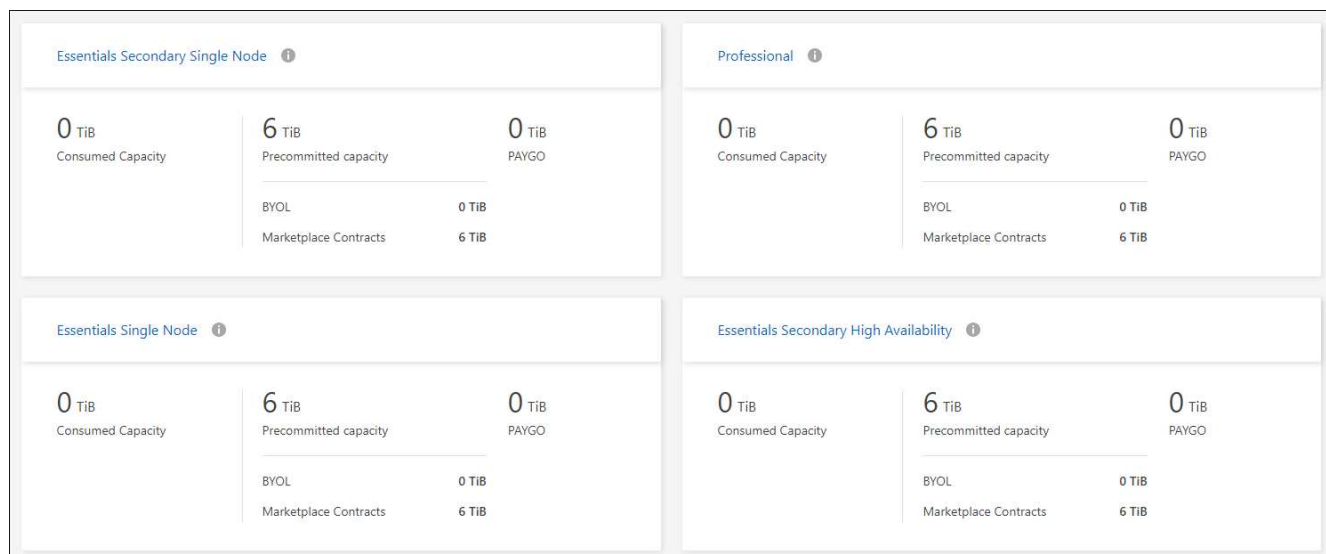 Essentials Secondary Single Node
0 TiB
Consumed Capacity
6 TiB
Precommitted capacity
0 TiB
PAYGO
BYOL 0 TiB
Marketplace Contracts 6 TiB
Professional
0 TiB
Consumed Capacity
6 TiB
Precommitted capacity
0 TiB
PAYGO
BYOL 0 TiB
Marketplace Contracts 6 TiB
Essentials Single Node
0 TiB
Consumed Capacity
6 TiB
Precommitted capacity
0 TiB
PAYGO
BYOL 0 TiB
Marketplace Contracts 6 TiB
Essentials Secondary High Availability
0 TiB
Consumed Capacity
6 TiB
Precommitted capacity
0 TiB
PAYGO
BYOL 0 TiB
Marketplace Contracts 6 TiB